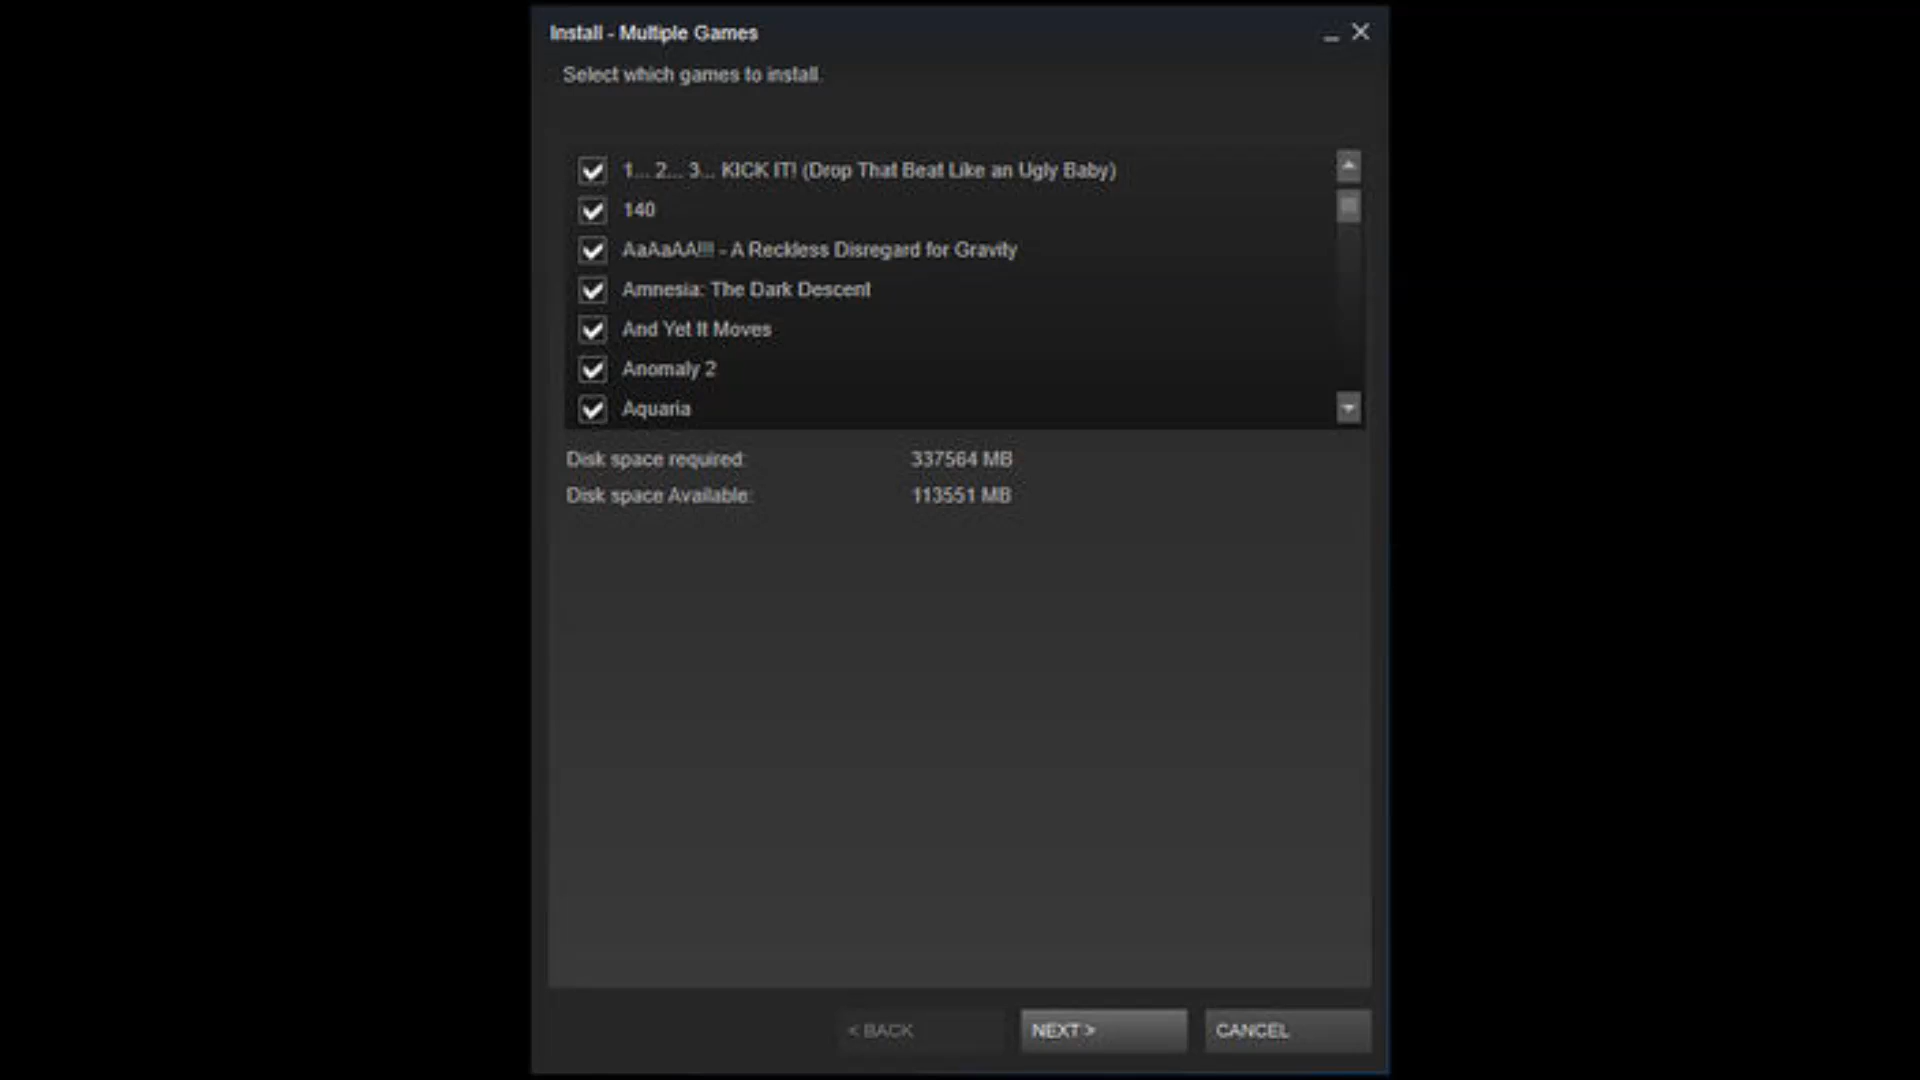 Install - Multiple Games
Select which games to install.
1... 2... 3... KICK IT! (Drop That Beat Like an Ugly Baby)
140
AaAaAA!!! - A Reckless Disregard for Gravity
Amnesia: The Dark Descent
And Yet It Moves
Anomaly 2
Aquaria
Disk space required: 337564 MB
Disk space Available: 113551 MB
< BACK NEXT > CANCEL